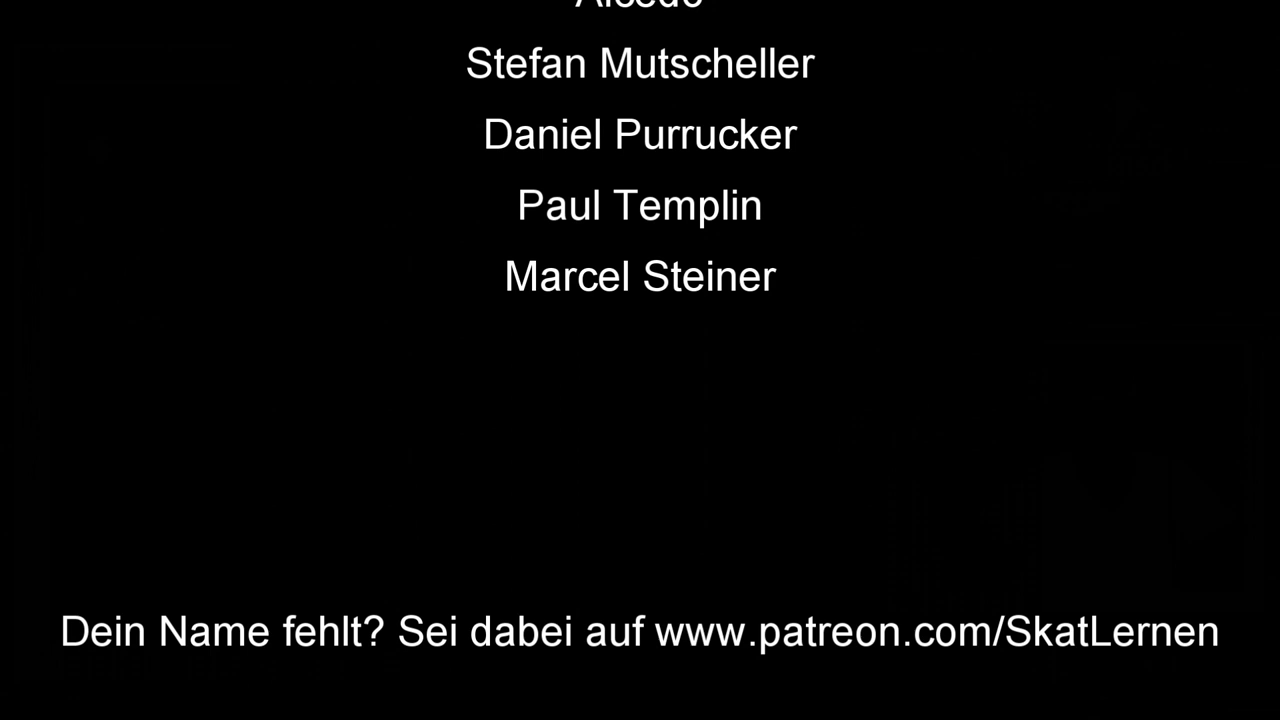 Stefan Mutscheller
Daniel Purrucker
Paul Templin
Marcel Steiner
Dein Name fehlt? Sei dabei auf www.patreon.com/SkatLernen